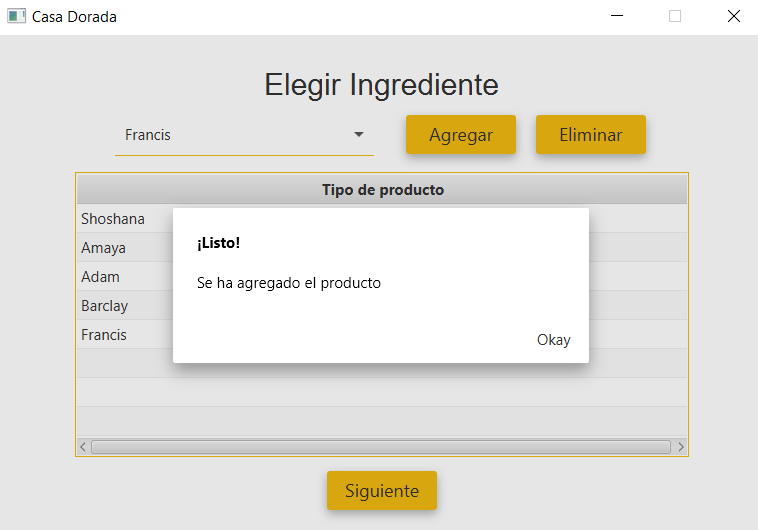 Casa Dorada
Elegir Ingrediente
Francis
Agregar
Eliminar
Tipo de producto
Shoshana
Amaya
Adam
Barclay
Francis
¡Listo!
Se ha agregado el producto
Okay
Siguiente